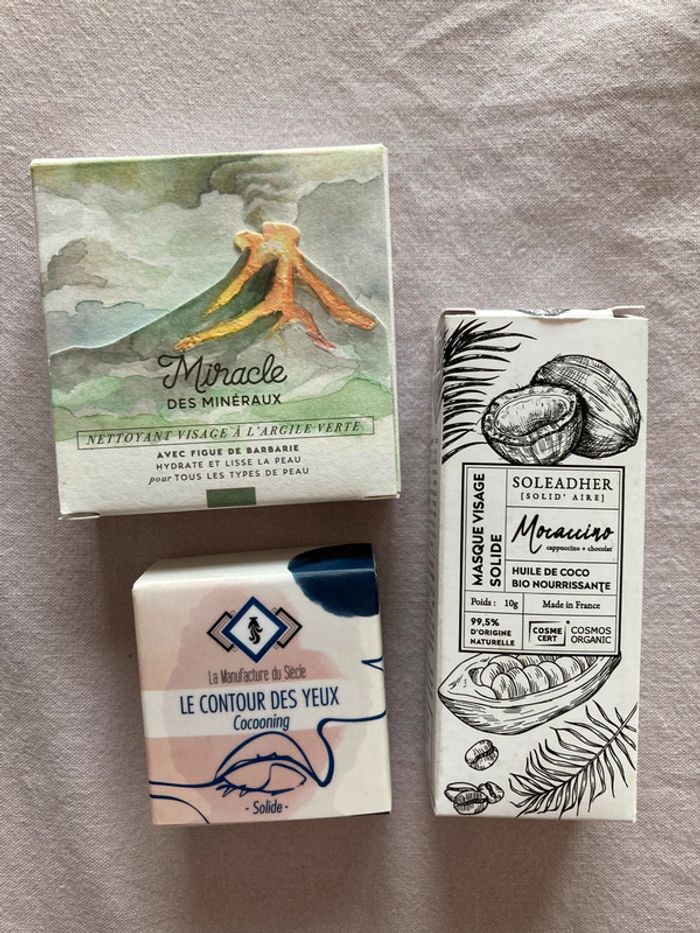 Miracle
DES MINÉRAUX
NETTOYANT VISAGE À L'ARGILE VERTE
AVEC FIGUE DE BARBARIE
HYDRATE ET LISSE LA PEAU
pour TOUS LES TYPES DE PEAU
La Manufacture du Siècle
LE CONTOUR DES YEUX
Cocooning
- Solide -
MASQUE VISAGE
SOLIDE
SOLEADHER
[SOLID' AIRE]
Mocaccino
cappuccino + chocolat
HUILE DE COCO
BIO NOURRISSANTE
Poids : 10g
Made in France
99,5%
D'ORIGINE
NATURELLE
COSME
CERT
COSMOS
ORGANIC